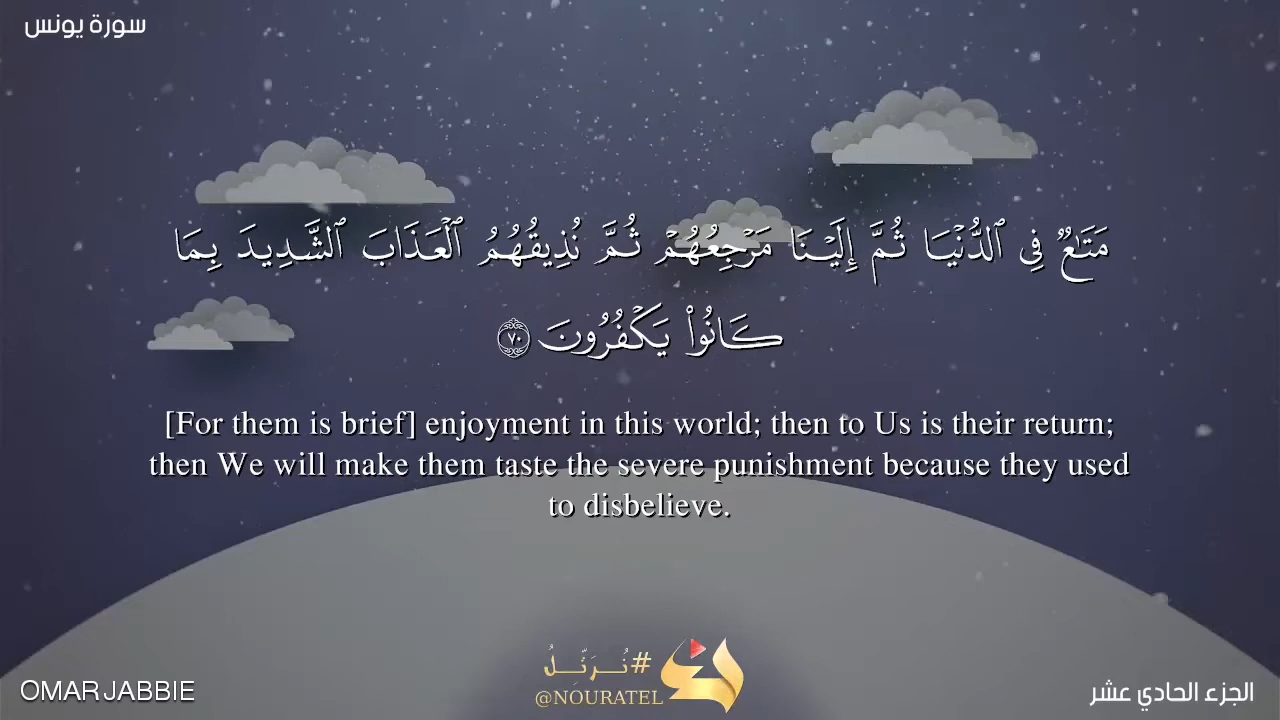 سورة يونس
مَتَٰعٌ فِي ٱلدُّنۡيَا ثُمَّ إِلَيۡنَا مَرۡجِعُهُمۡ ثُمَّ نُذِيقُهُمُ ٱلۡعَذَابَ ٱلشَّدِيدَ بِمَا
كَانُواْ يَكۡفُرُونَ ٧٠
[For them is brief] enjoyment in this world; then to Us is their return;
then We will make them taste the severe punishment because they used
to disbelieve.
#نُرَتِّلُ
@NOURATEL
OMAR JABBIE
الجزء الحادي عشر